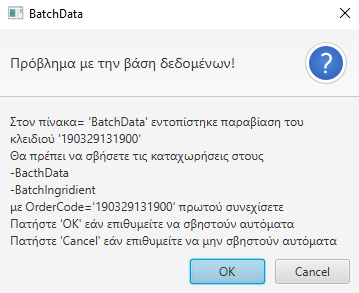 BatchData
Πρόβλημα με την βάση δεδομένων!
Στον πίνακα= 'BatchData' εντοπίστηκε παραβίαση του
κλειδιού '190329131900'
Θα πρέπει να σβήσετε τις καταχωρήσεις στους
-BacthData
-BatchIngridient
με OrderCode='190329131900' πρωτού συνεχίσετε
Πατήστε 'OK' εάν επιθυμείτε να σβηστούν αυτόματα
Πατήστε 'Cancel' εάν επιθυμείτε να μην σβηστούν αυτόματα
OK
Cancel